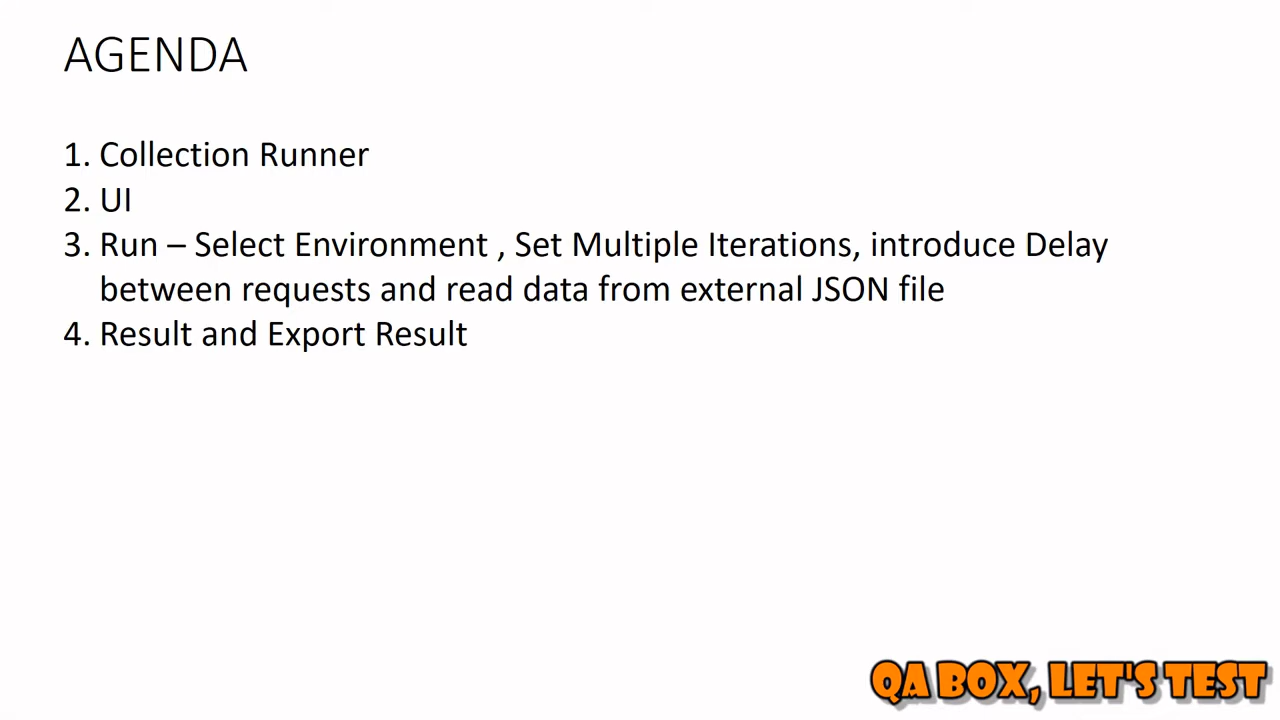 AGENDA
1. Collection Runner
2. UI
3. Run – Select Environment , Set Multiple Iterations, introduce Delay
between requests and read data from external JSON file
4. Result and Export Result
QA BOX, LET'S TEST